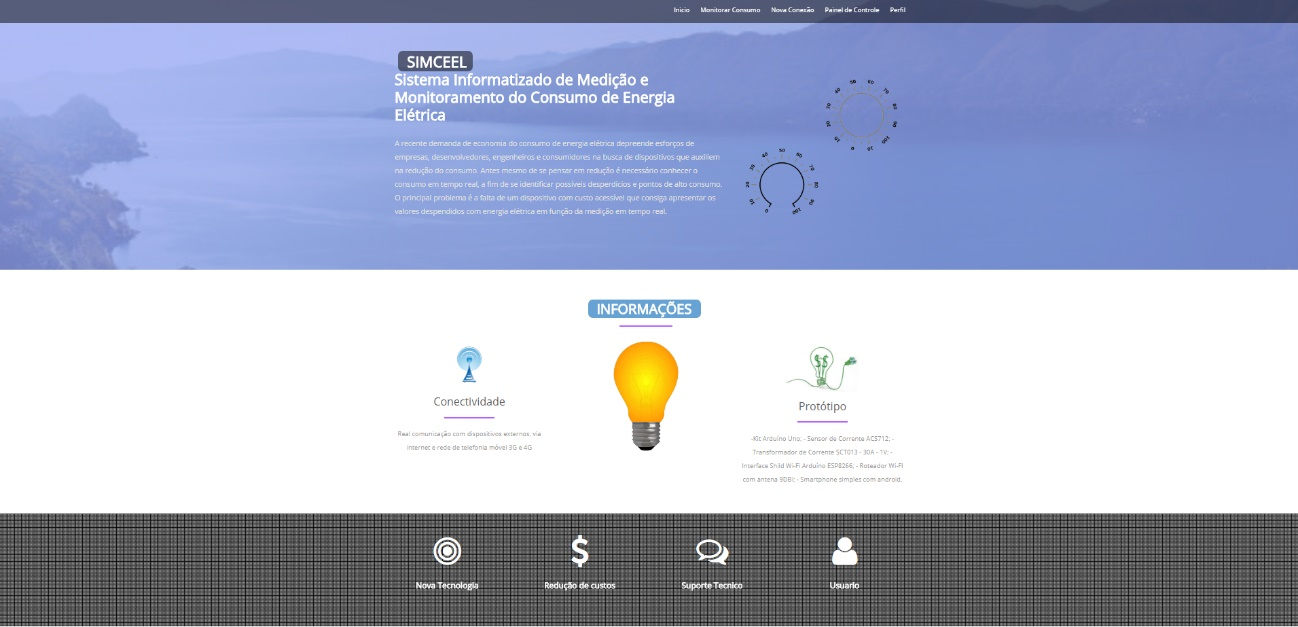 Inicio Monitorar Consumo Nova Conexão Painel de Controle Perfil
SIMCEEL
Sistema Informatizado de Medição e
Monitoramento do Consumo de Energia
Elétrica
A recente demanda de economia do consumo de energia elétrica depreende esforços de
empresas, desenvolvedores, engenheiros e consumidores na busca de dispositivos que auxiliem
na redução do consumo. Antes mesmo de se pensar em redução é necessário conhecer o
consumo em tempo real, a fim de se identificar possíveis desperdícios e pontos de alto consumo.
O principal problema é a falta de um dispositivo com custo acessível que consiga apresentar os
valores despendidos com energia elétrica em função da medição em tempo real.
INFORMAÇÕES
Conectividade
Real comunicação com dispositivos externos, via
internet e rede de telefonia móvel 3G e 4G
Protótipo
-Kit Arduino Uno; - Sensor de Corrente ACS712; -
Transformador de Corrente SCT013 - 30A - 1V; -
Interface Shild Wi-Fi Arduino ESP8266; - Roteador Wi-Fi
com antena 9DBi; - Smartphone simples com android.
Nova Tecnologia
Redução de custos
Suporte Tecnico
Usuario